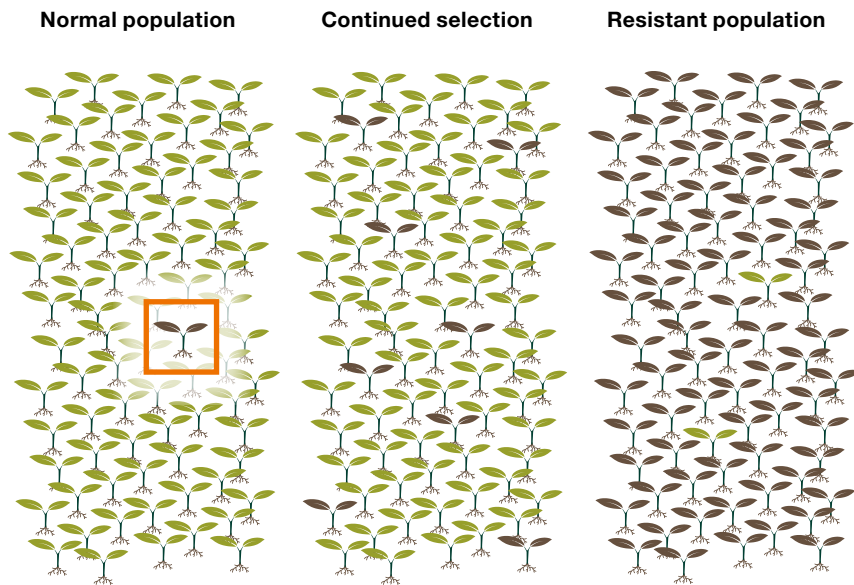 Normal population
Continued selection
Resistant population